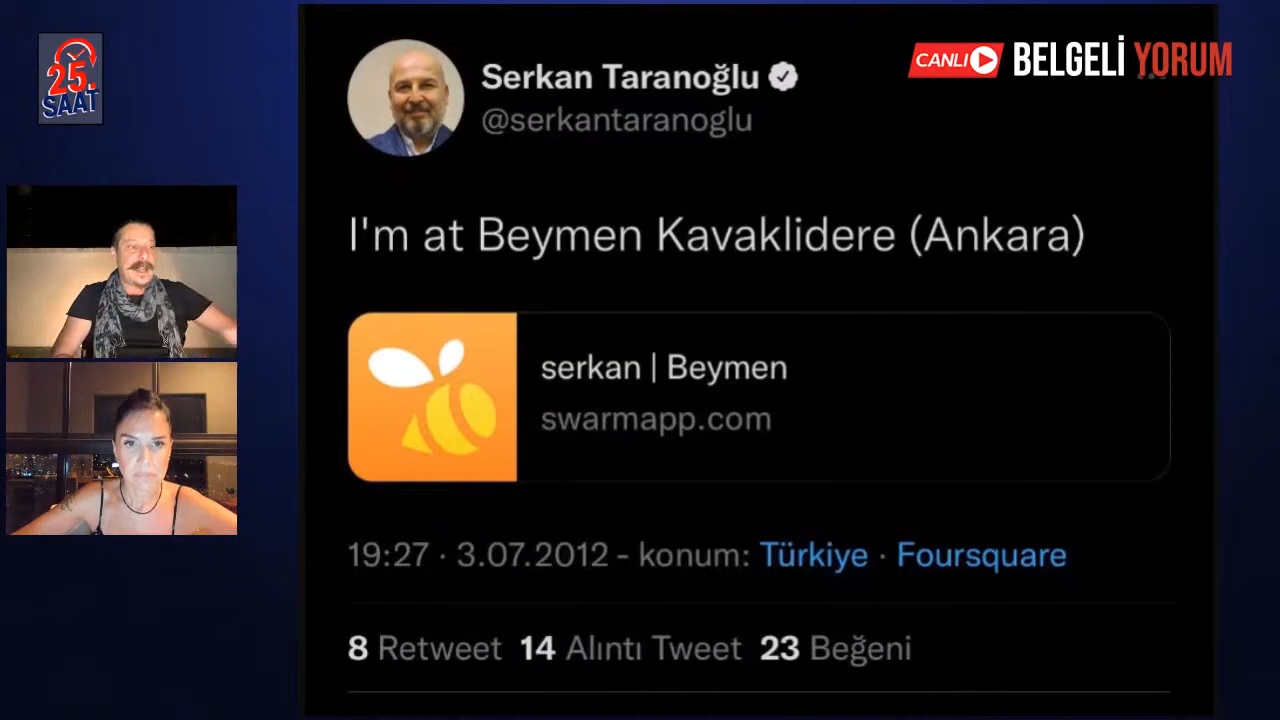 25.
SAAT
CANLI
BELGELİ YORUM
Serkan Taranoğlu
@serkantaranoglu
I'm at Beymen Kavaklidere (Ankara)
serkan | Beymen
swarmapp.com
19:27 · 3.07.2012 - konum: Türkiye · Foursquare
8 Retweet 14 Alıntı Tweet 23 Beğeni